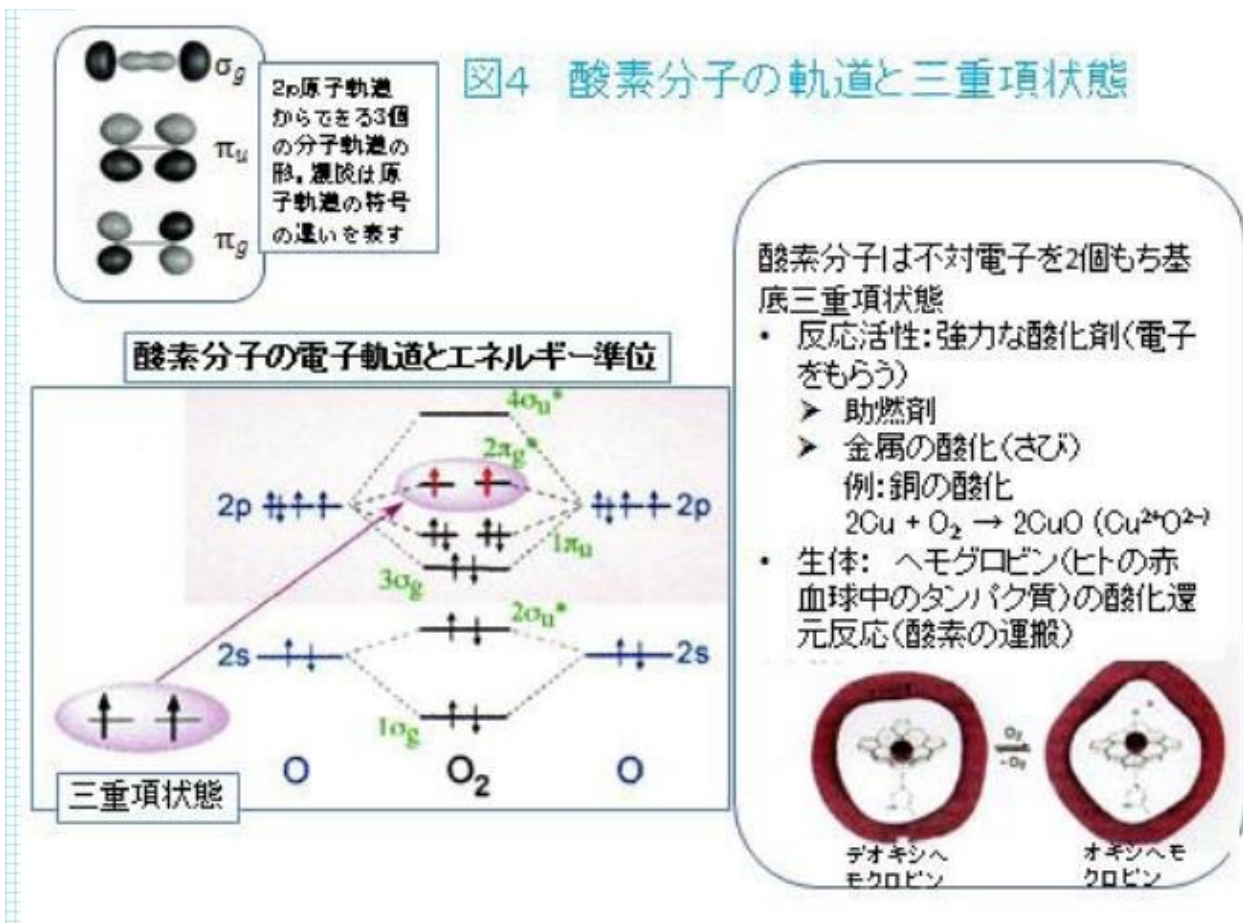 図4 酸素分子の軌道と三重項状態
σg
πu
πg
2p原子軌道
からできる3個
の分子軌道の
形。濃淡は原
子軌道の符号
の違いを表す
酸素分子の電子軌道とエネルギー準位
4σu*
2πg*
2p
2p
1πu
3σg
2σu*
2s
2s
1σg
O
O2
O
三重項状態
酸素分子は不対電子を2個もち基
底三重項状態
• 反応活性:強力な酸化剤(電子
をもらう)
➤ 助燃剤
➤ 金属の酸化(さび)
例:銅の酸化
2Cu + O2 → 2CuO (Cu2+O2-)
• 生体: ヘモグロビン(ヒトの赤
血球中のタンパク質)の酸化還
元反応(酸素の運搬)
O2
-O2
デオキシヘ
モグロビン
オキシヘモ
グロビン